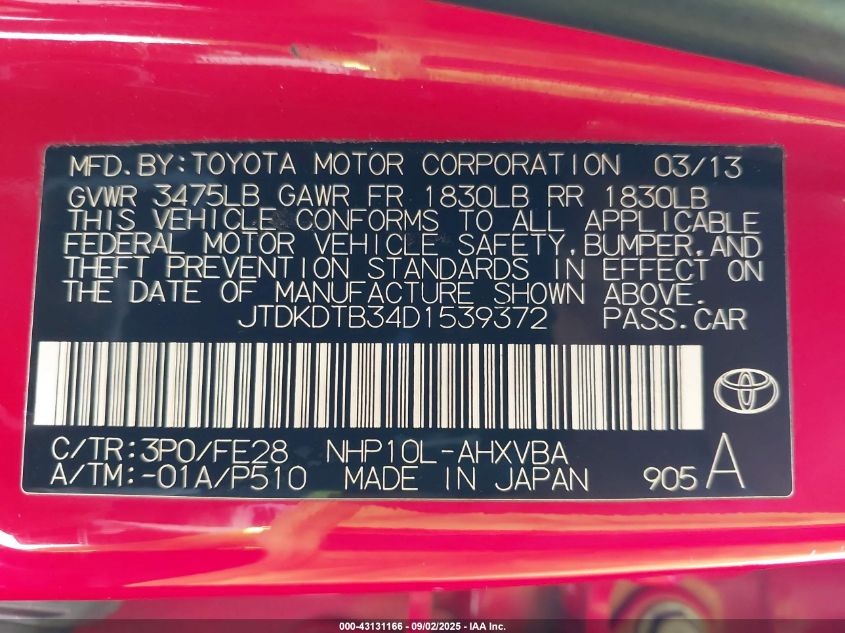 MFD.BY:TOYOTA MOTOR CORPORATION 03/13
GVWR 3475LB GAWR FR 1830LB RR 1830LB
THIS VEHICLE CONFORMS TO ALL APPLICABLE
FEDERAL MOTOR VEHICLE SAFETY,BUMPER,AND
THEFT PREVENTION STANDARDS IN EFFECT ON
THE DATE OF MANUFACTURE SHOWN ABOVE.
JTDKDTB34D1539372 PASS.CAR
C/TR:3P0/FE28 NHP10L-AHXVBA
A/TM:-01A/P510 MADE IN JAPAN 905 A
000-43131166 - 09/02/2025 - IAA Inc.